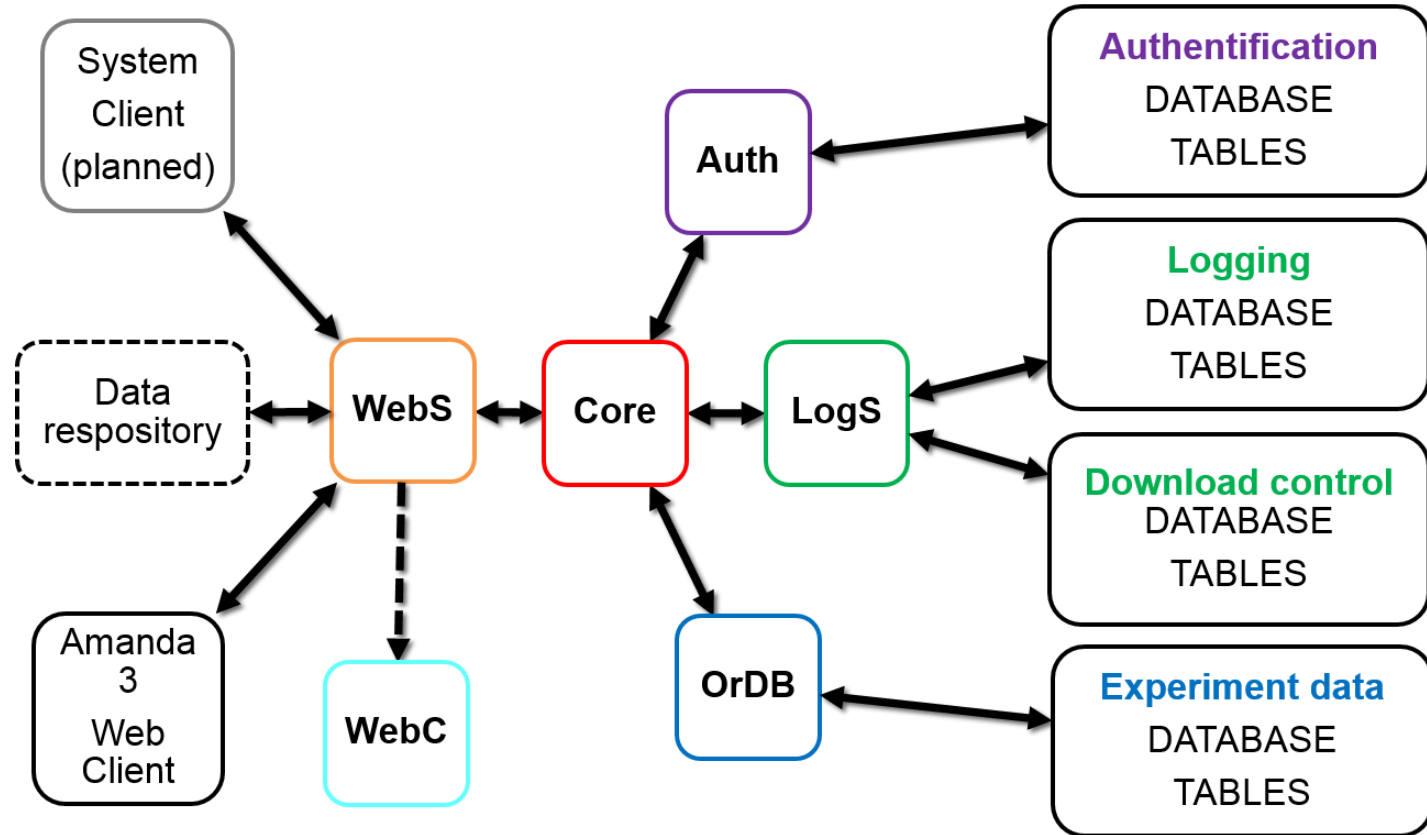 System
Client
(planned)
Data
respository
Amanda
3
Web
Client
WebS
WebC
Core
Auth
LogS
OrDB
Authentification
DATABASE
TABLES
Logging
DATABASE
TABLES
Download control
DATABASE
TABLES
Experiment data
DATABASE
TABLES